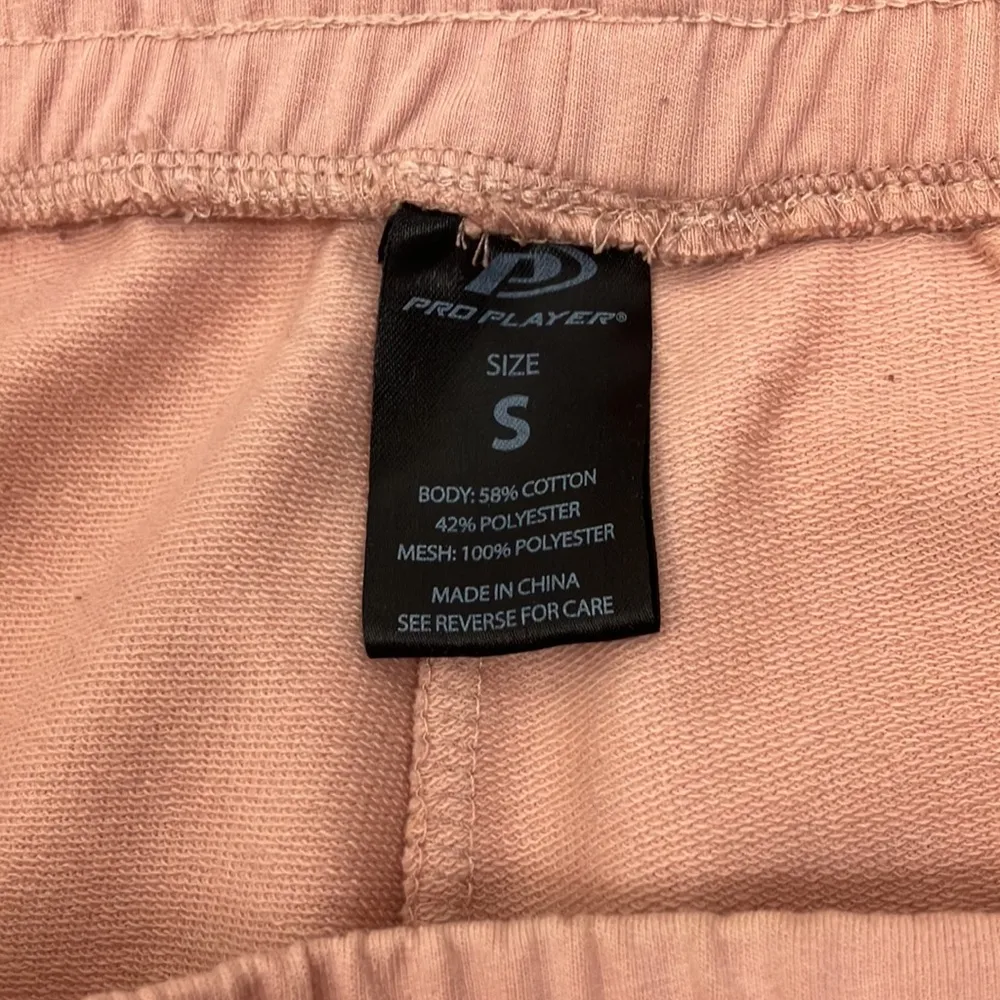 PRO PLAYER®
SIZE
S
BODY: 58% COTTON
42% POLYESTER
MESH: 100% POLYESTER
MADE IN CHINA
SEE REVERSE FOR CARE